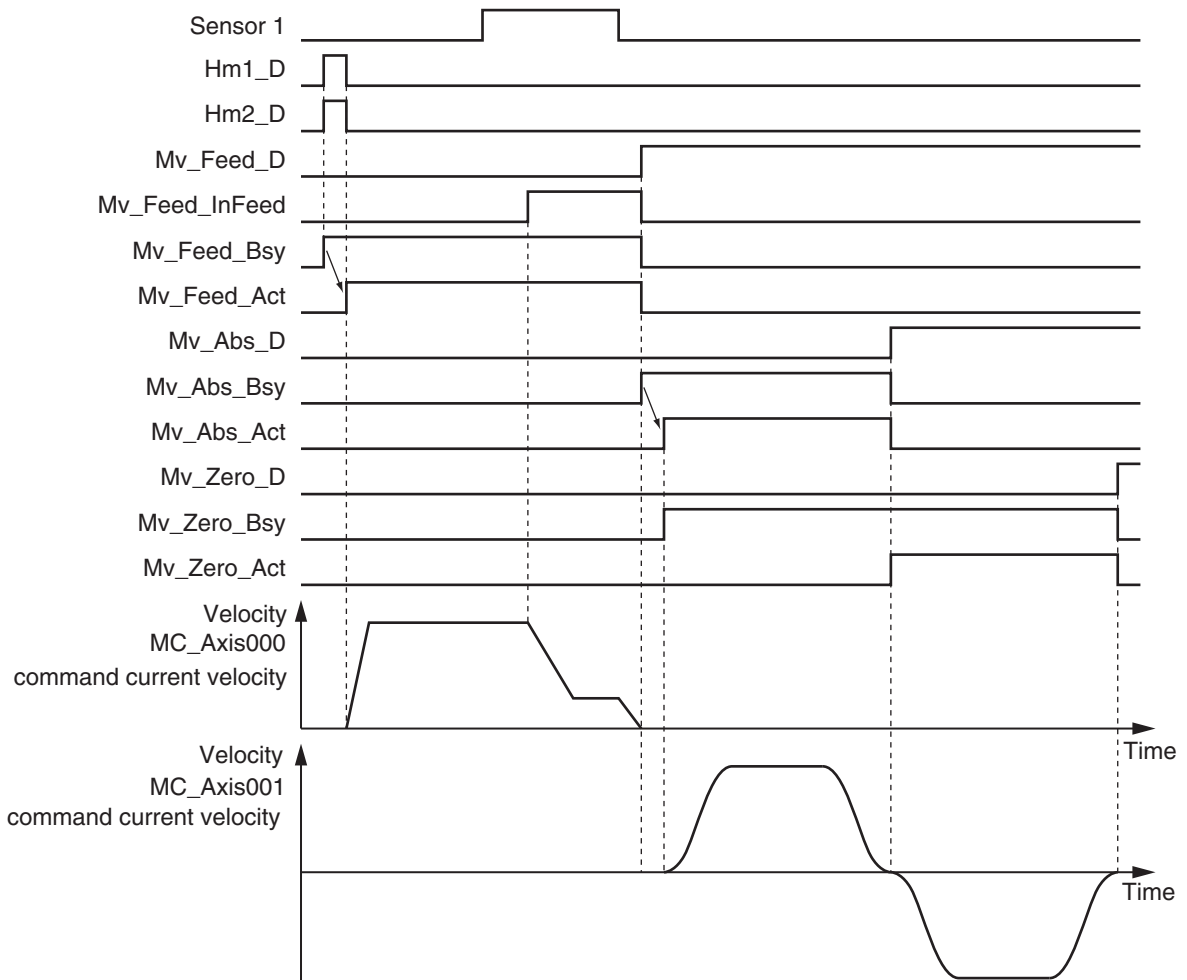 Sensor 1
Hm1_D
Hm2_D
Mv_Feed_D
Mv_Feed_InFeed
Mv_Feed_Bsy
Mv_Feed_Act
Mv_Abs_D
Mv_Abs_Bsy
Mv_Abs_Act
Mv_Zero_D
Mv_Zero_Bsy
Mv_Zero_Act
Velocity
MC_Axis000
command current velocity
Time
Velocity
MC_Axis001
command current velocity
Time